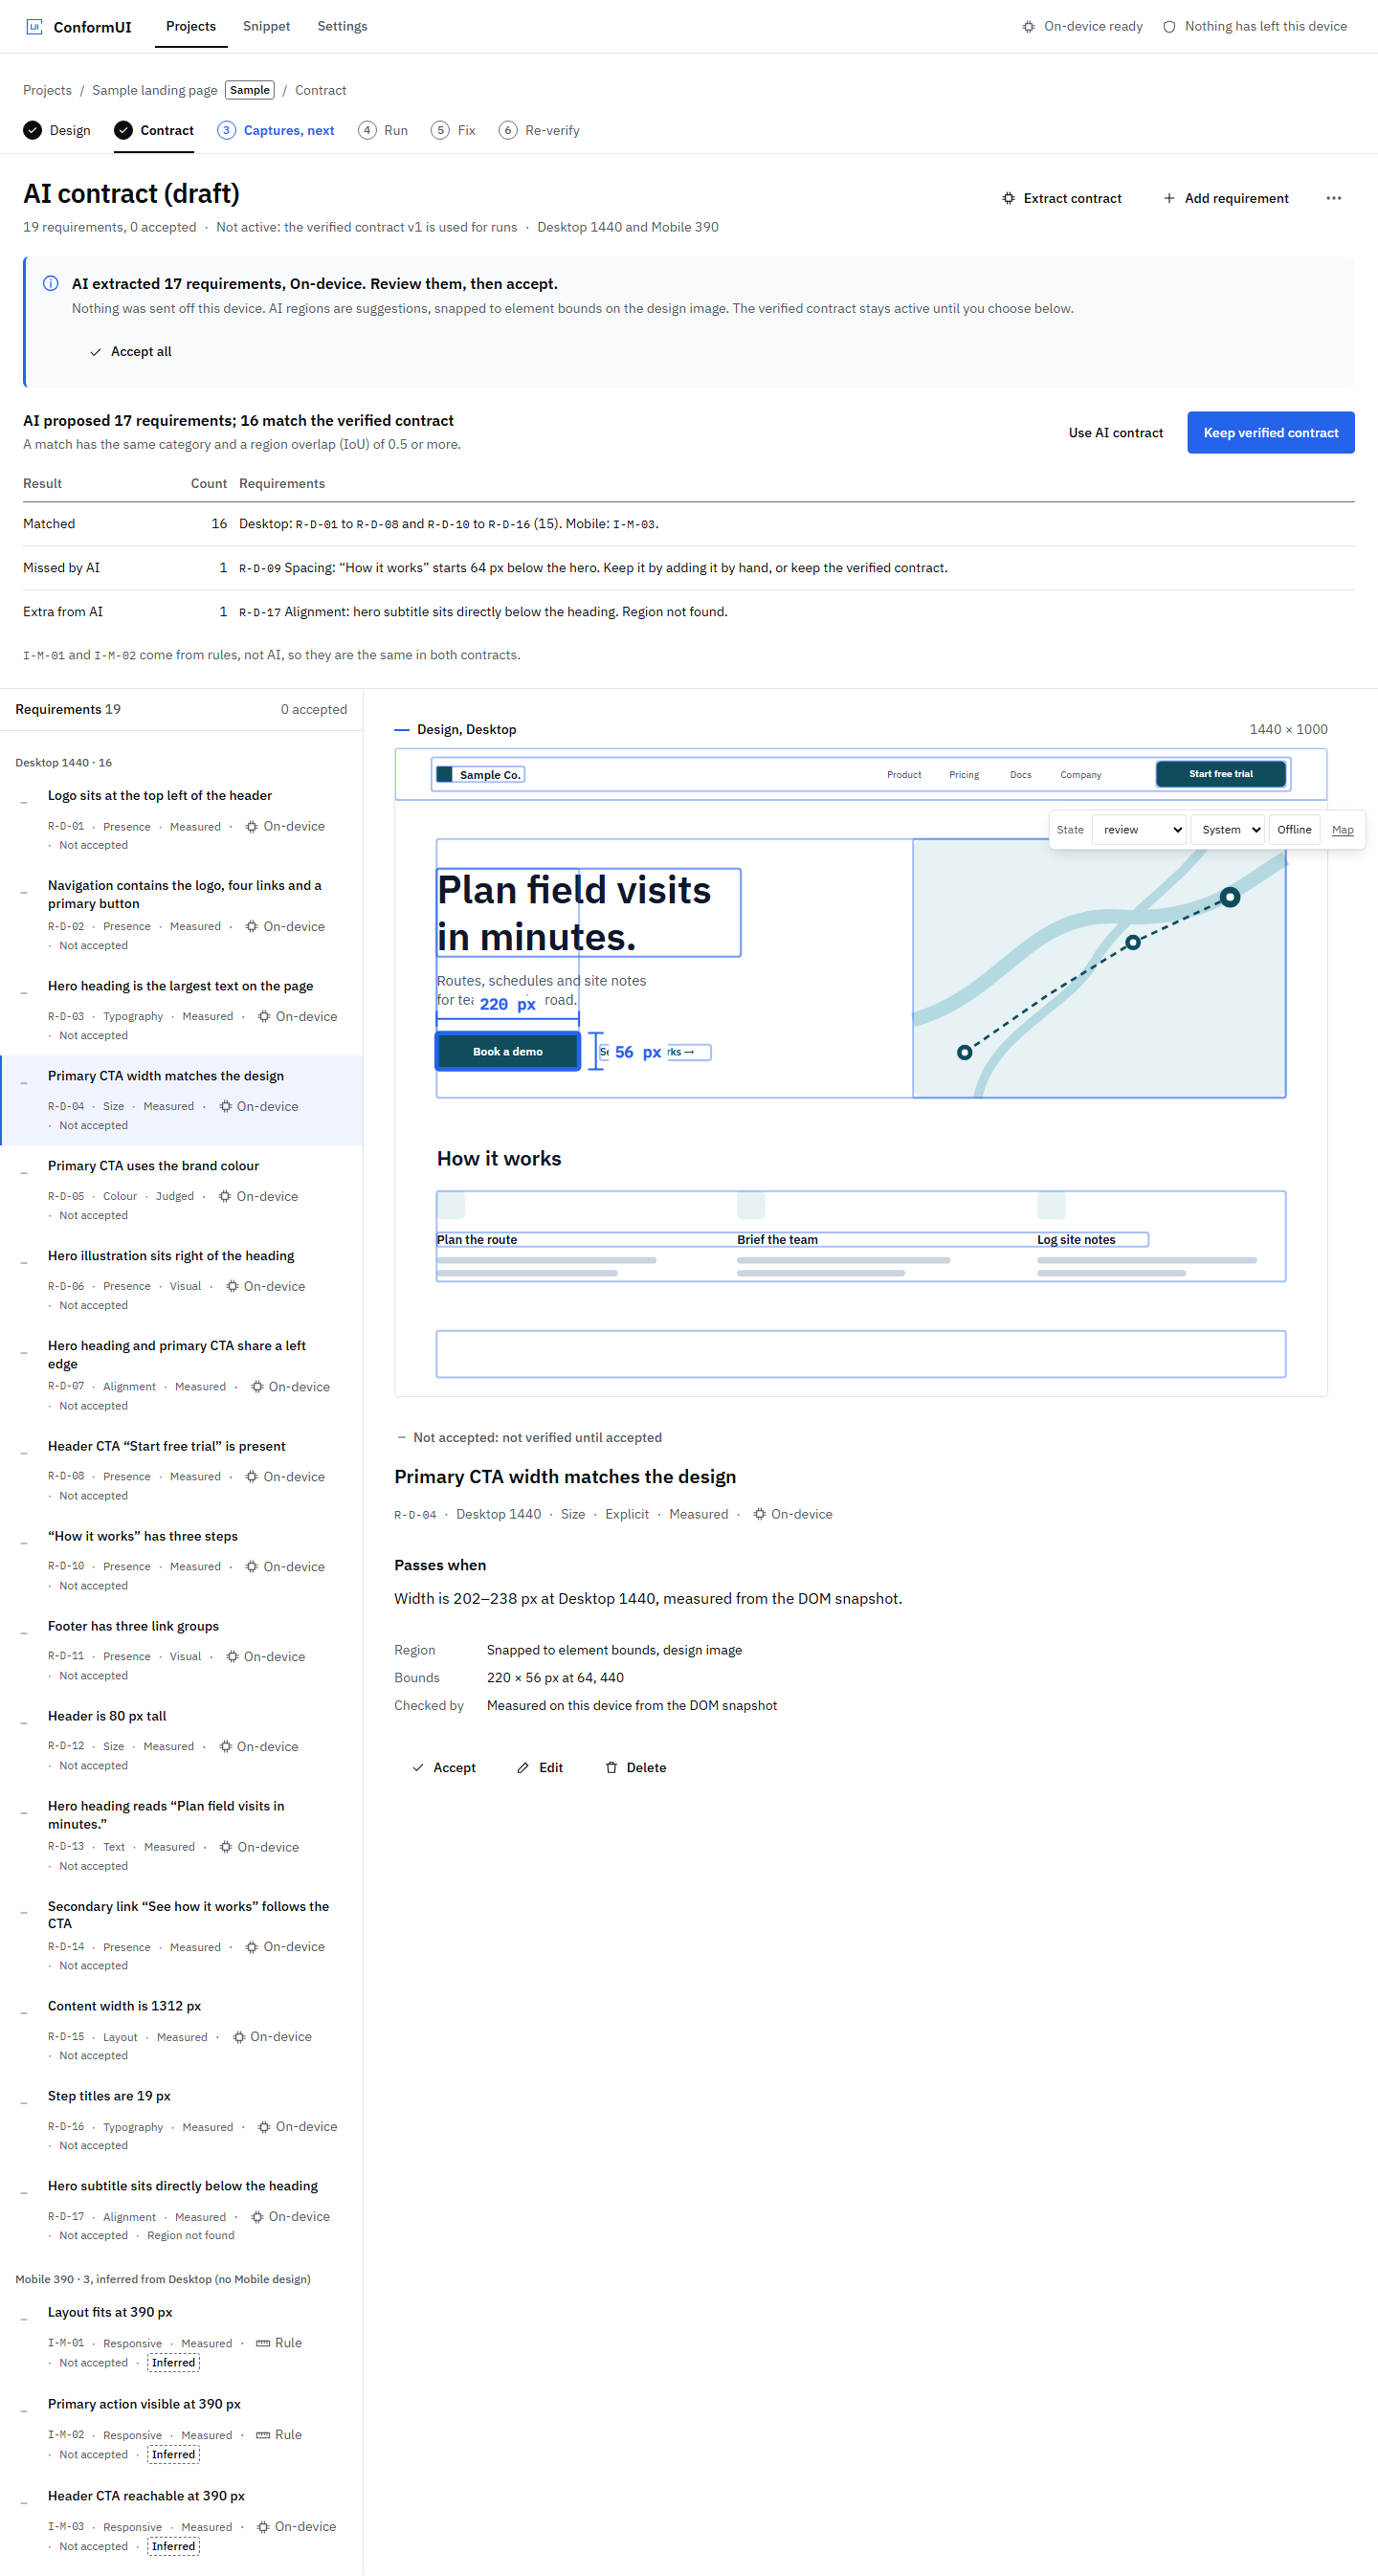 UI ConformUI Projects Snippet Settings On-device ready Nothing has left this device
Projects / Sample landing page Sample / Contract
Design Contract 3 Captures, next 4 Run 5 Fix 6 Re-verify
AI contract (draft)
Extract contract Add requirement
19 requirements, 0 accepted · Not active: the verified contract v1 is used for runs · Desktop 1440 and Mobile 390
AI extracted 17 requirements, On-device. Review them, then accept.
Nothing was sent off this device. AI regions are suggestions, snapped to element bounds on the design image. The verified contract stays active until you choose below.
Accept all
AI proposed 17 requirements; 16 match the verified contract
A match has the same category and a region overlap (IoU) of 0.5 or more.
Use AI contract Keep verified contract
Result Count Requirements
Matched 16 Desktop: R-D-01 to R-D-08 and R-D-10 to R-D-16 (15). Mobile: I-M-03.
Missed by AI 1 R-D-09 Spacing: “How it works” starts 64 px below the hero. Keep it by adding it by hand, or keep the verified contract.
Extra from AI 1 R-D-17 Alignment: hero subtitle sits directly below the heading. Region not found.
I-M-01 and I-M-02 come from rules, not AI, so they are the same in both contracts.
Requirements 19 0 accepted
Desktop 1440 · 16
Logo sits at the top left of the header
R-D-01 · Presence · Measured · On-device
· Not accepted
Navigation contains the logo, four links and a
primary button
R-D-02 · Presence · Measured · On-device
· Not accepted
Hero heading is the largest text on the page
R-D-03 · Typography · Measured · On-device
· Not accepted
Primary CTA width matches the design
R-D-04 · Size · Measured · On-device
· Not accepted
Primary CTA uses the brand colour
R-D-05 · Colour · Judged · On-device
· Not accepted
Hero illustration sits right of the heading
R-D-06 · Presence · Visual · On-device
· Not accepted
Hero heading and primary CTA share a left
edge
R-D-07 · Alignment · Measured · On-device
· Not accepted
Header CTA “Start free trial” is present
R-D-08 · Presence · Measured · On-device
· Not accepted
“How it works” has three steps
R-D-10 · Presence · Measured · On-device
· Not accepted
Footer has three link groups
R-D-11 · Presence · Visual · On-device
· Not accepted
Header is 80 px tall
R-D-12 · Size · Measured · On-device
· Not accepted
Hero heading reads “Plan field visits in
minutes.”
R-D-13 · Text · Measured · On-device
· Not accepted
Secondary link “See how it works” follows the
CTA
R-D-14 · Presence · Measured · On-device
· Not accepted
Content width is 1312 px
R-D-15 · Layout · Measured · On-device
· Not accepted
Step titles are 19 px
R-D-16 · Typography · Measured · On-device
· Not accepted
Hero subtitle sits directly below the heading
R-D-17 · Alignment · Measured · On-device
· Not accepted · Region not found
Mobile 390 · 3, inferred from Desktop (no Mobile design)
Layout fits at 390 px
I-M-01 · Responsive · Measured · Rule
· Not accepted · Inferred
Primary action visible at 390 px
I-M-02 · Responsive · Measured · Rule
· Not accepted · Inferred
Header CTA reachable at 390 px
I-M-03 · Responsive · Measured · On-device
· Not accepted · Inferred
Design, Desktop 1440 × 1000
Sample Co. Product Pricing Docs Company Start free trial
State review System Offline Map
Plan field visits
in minutes.
Routes, schedules and site notes
for road.
220 px
Book a demo 56 px
How it works
Plan the route Brief the team Log site notes
Not accepted: not verified until accepted
Primary CTA width matches the design
R-D-04 · Desktop 1440 · Size · Explicit · Measured · On-device
Passes when
Width is 202–238 px at Desktop 1440, measured from the DOM snapshot.
Region Snapped to element bounds, design image
Bounds 220 × 56 px at 64, 440
Checked by Measured on this device from the DOM snapshot
Accept Edit Delete